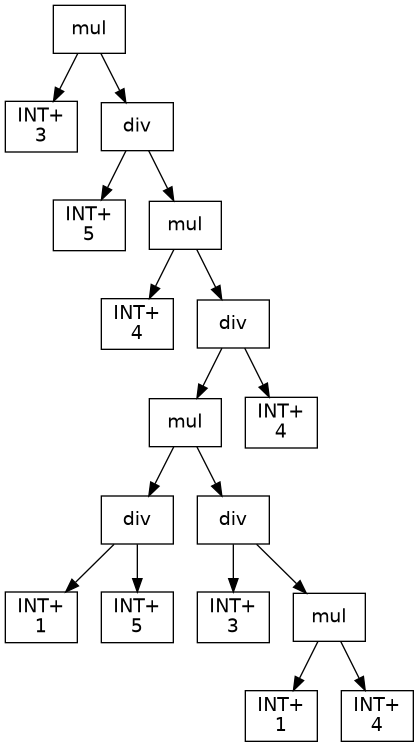 mul
INT+
3
div
INT+
5
mul
INT+
4
div
mul
INT+
4
div
div
INT+
1
INT+
5
INT+
3
mul
INT+
1
INT+
4